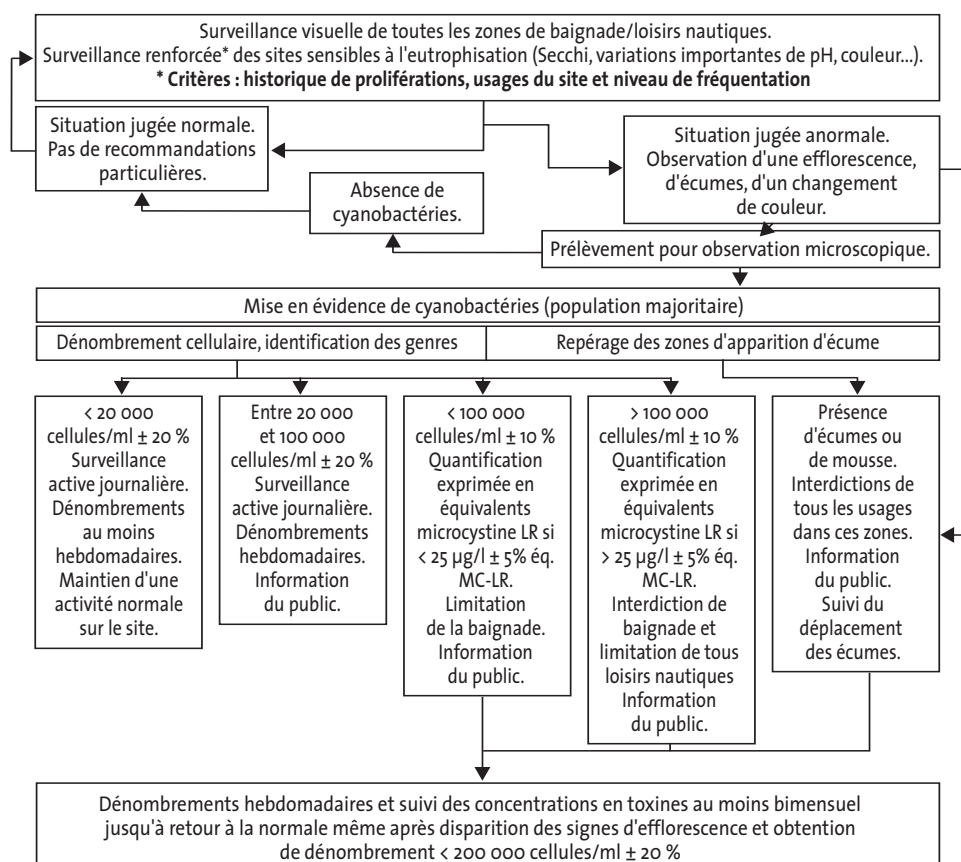 Surveillance visuelle de toutes les zones de baignade/loisirs nautiques.
Surveillance renforcée* des sites sensibles à l'eutrophisation (Secchi, variations importantes de pH, couleur...).
* Critères : historique de proliférations, usages du site et niveau de fréquentation
Situation jugée normale.
Pas de recommandations
particulières.
Situation jugée anormale.
Observation d'une efflorescence,
d'écumes, d'un changement
de couleur.
Absence de
cyanobactéries.
Prélèvement pour observation microscopique.
Mise en évidence de cyanobactéries (population majoritaire)
Dénombrement cellulaire, identification des genres
Repérage des zones d'apparition d'écume
< 20 000
cellules/ml ± 20 %
Surveillance
active journalière.
Dénombrements
au moins
hebdomadaires.
Maintien d'une
activité normale
sur le site.
Entre 20 000
et 100 000
cellules/ml ± 20 %
Surveillance
active journalière.
Dénombrements
hebdomadaires.
Information
du public.
< 100 000
cellules/ml ± 10 %
Quantification
exprimée en
équivalents
microcystine LR si
< 25 µg/l ± 5% éq.
MC-LR.
Limitation
de la baignade.
Information
du public.
> 100 000
cellules/ml ± 10 %
Quantification
exprimée en
équivalents
microcystine LR si
> 25 µg/l ± 5% éq.
MC-LR.
Interdiction de
baignade et
limitation de tous
loisirs nautiques
Information
du public.
Présence
d'écumes ou
de mousse.
Interdictions de
tous les usages
dans ces zones.
Information
du public.
Suivi du
déplacement
des écumes.
Dénombrements hebdomadaires et suivi des concentrations en toxines au moins bimensuel
jusqu'à retour à la normale même après disparition des signes d'efflorescence et obtention
de dénombrement < 200 000 cellules/ml ± 20 %